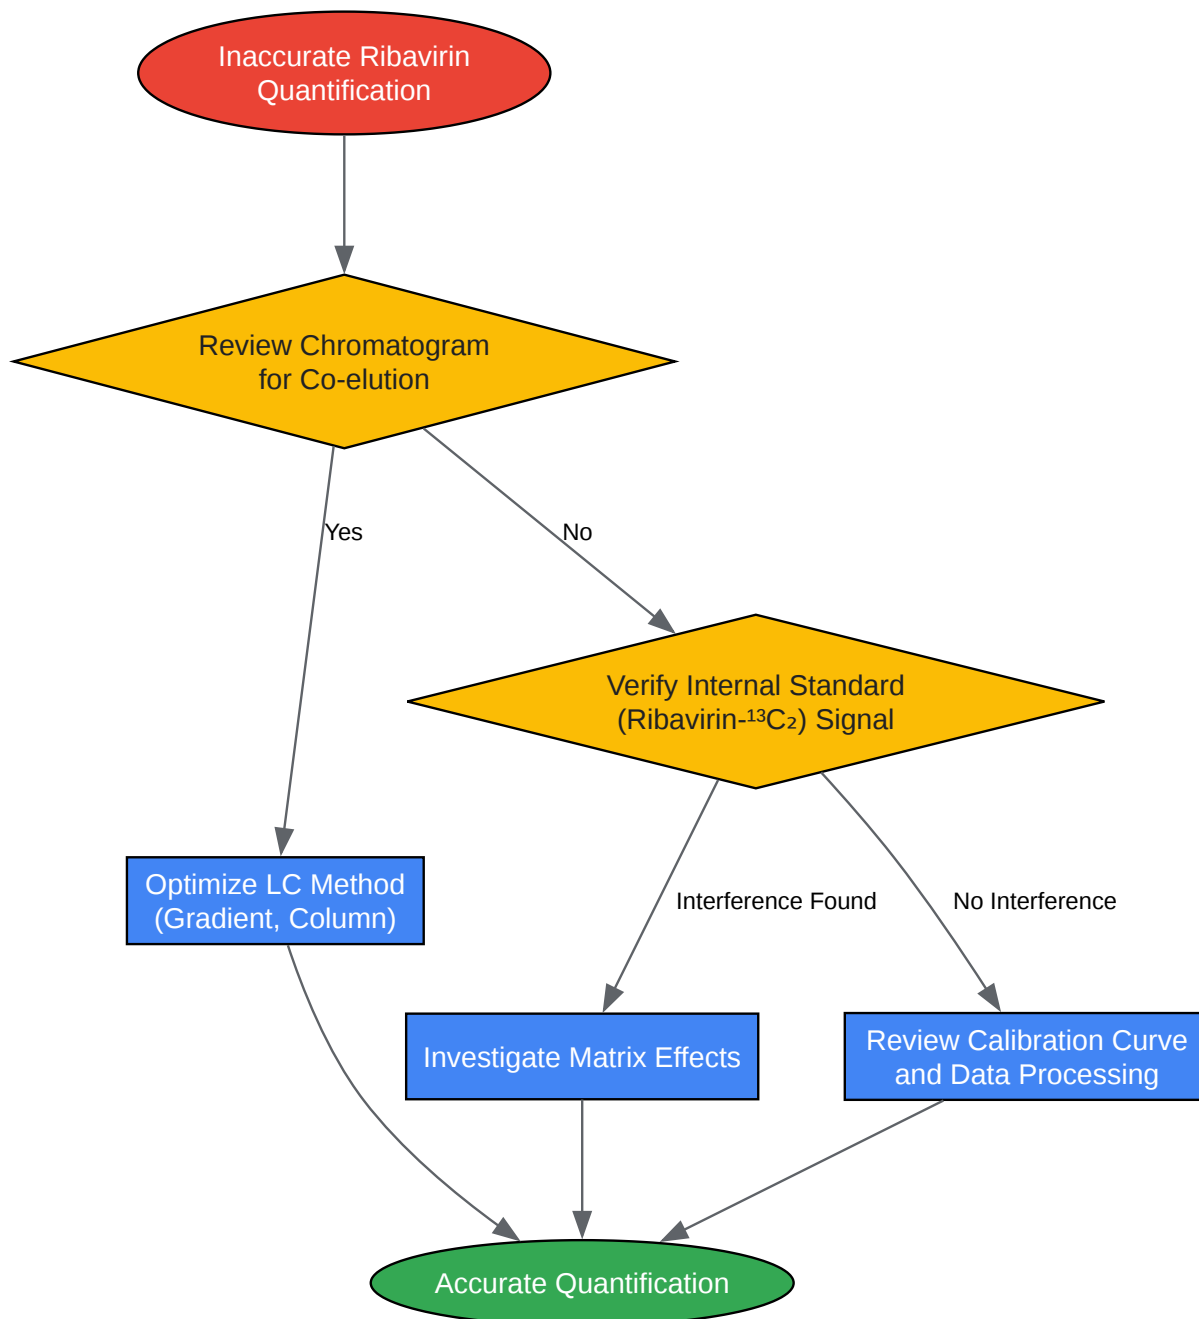 Inaccurate Ribavirin
Quantification
Review Chromatogram
for Co-elution
Yes
No
Verify Internal Standard
(Ribavirin-¹³C₂) Signal
Optimize LC Method
(Gradient, Column)
Interference Found
No Interference
Investigate Matrix Effects
Review Calibration Curve
and Data Processing
Accurate Quantification